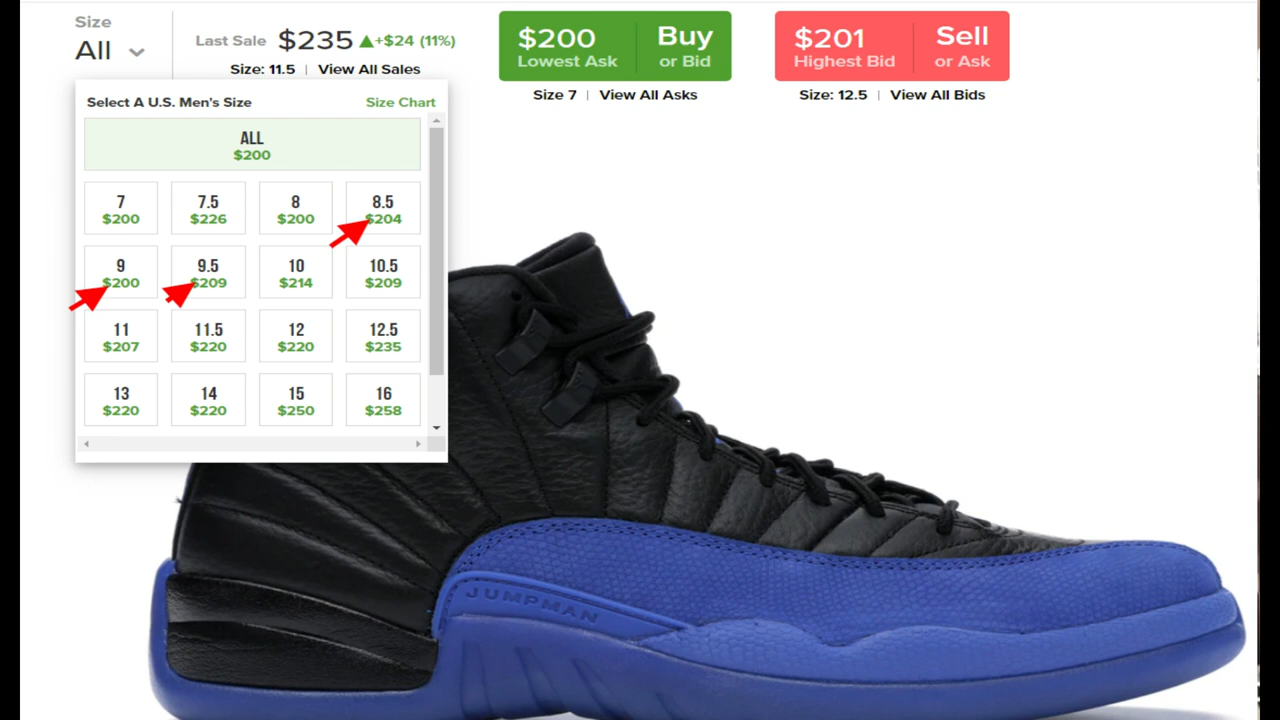 Size
All
Last Sale $235 +$24 (11%)
Size: 11.5 | View All Sales
$200 Buy
Lowest Ask or Bid
Size 7 | View All Asks
$201 Sell
Highest Bid or Ask
Size: 12.5 | View All Bids
Select A U.S. Men's Size Size Chart
ALL
$200
7 7.5 8 8.5
$200 $226 $200 $204
9 9.5 10 10.5
$200 $209 $214 $209
11 11.5 12 12.5
$207 $220 $220 $235
13 14 15 16
$220 $220 $250 $258
JUMPMAN